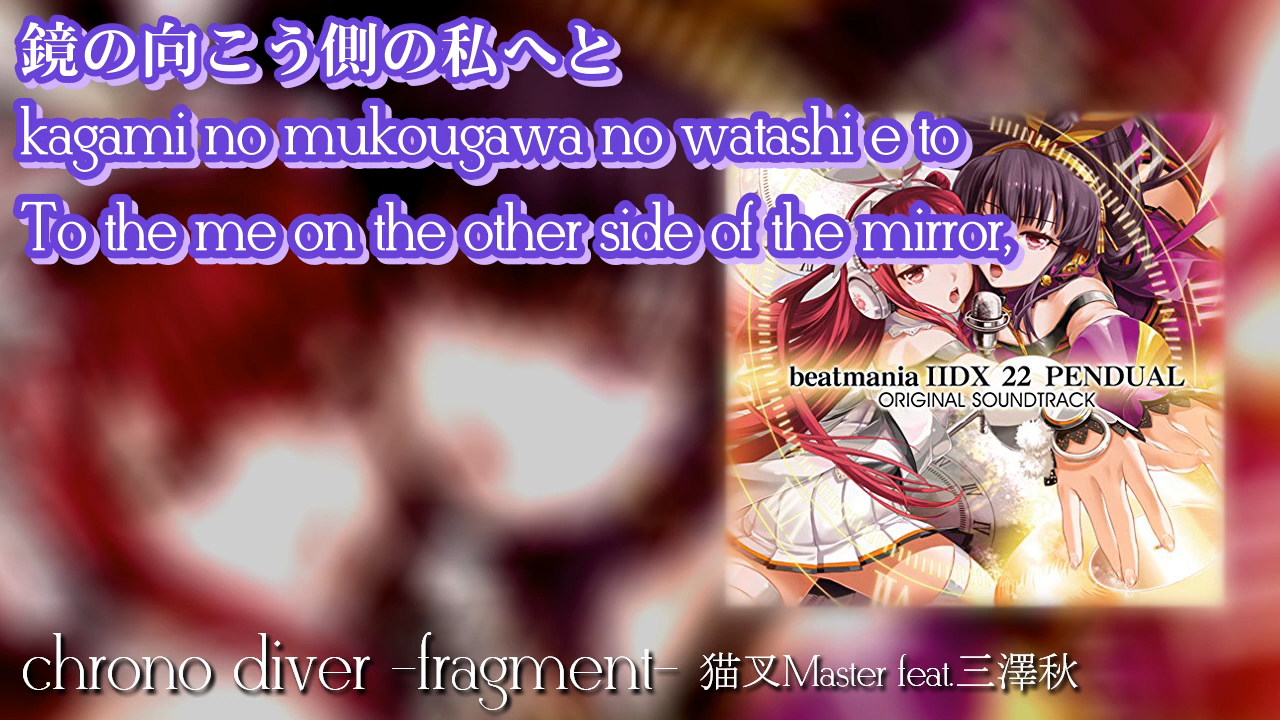 鏡の向こう側の私へと
kagami no mukougawa no watashi e to
To the me on the other side of the mirror,
beatmania IIDX 22 PENDUAL
ORIGINAL SOUNDTRACK
chrono diver -fragment- 猫叉Master feat.三澤秋